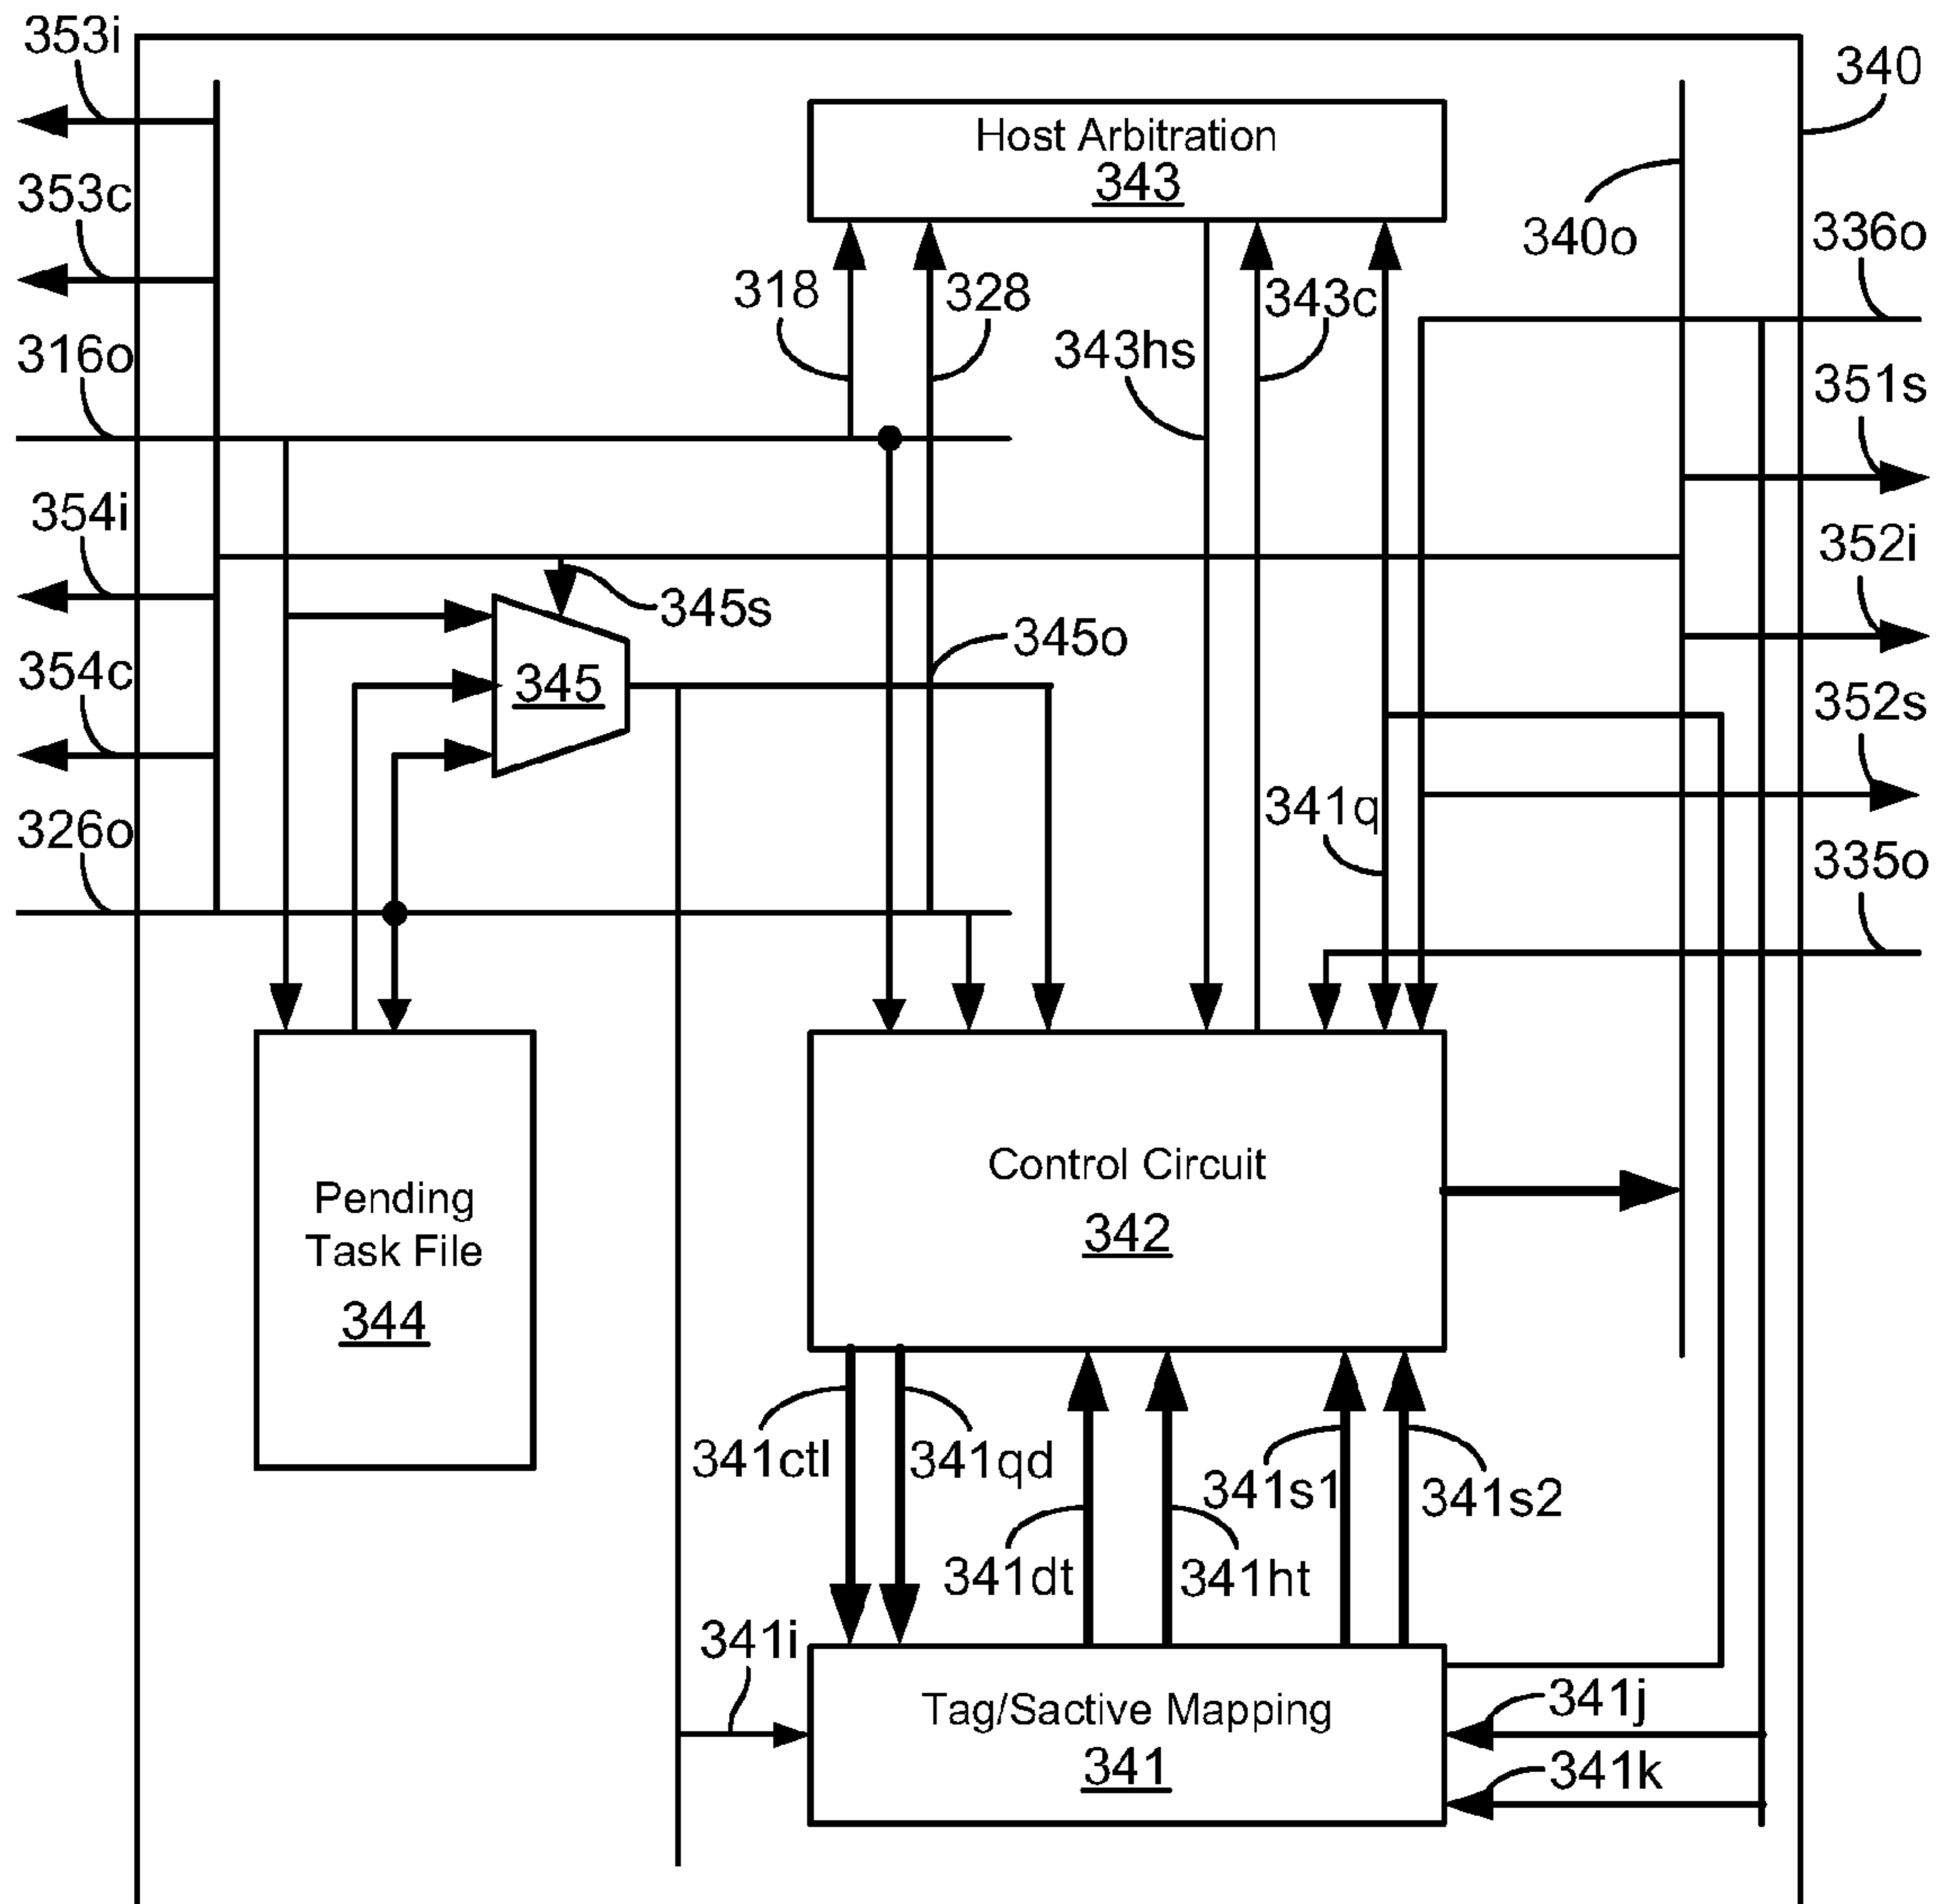 353i
340
Host Arbitration
343
353c
340o
336o
318
328
343c
343hs
316o
351s
354i
352i
345s
345o
354c
345
352s
341q
326o
335o
Control Circuit
342
Pending
Task File
344
341ctl
341qd
341s1
341s2
341dt
341ht
341i
Tag/Sactive Mapping
341
341j
341k